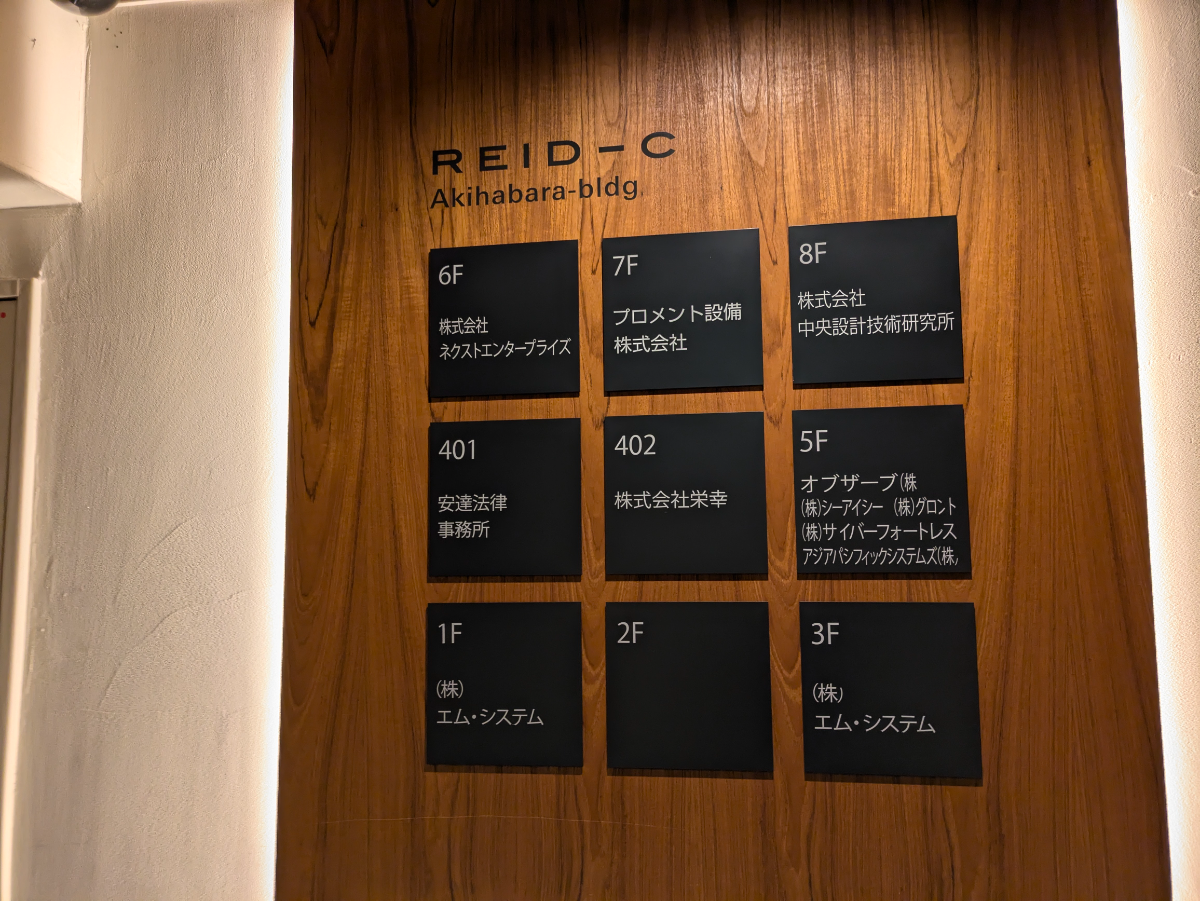 REID-C
Akihabara-bldg.
6F
株式会社
ネクストエンタープライズ
7F
プロメント設備
株式会社
8F
株式会社
中央設計技術研究所
401
安達法律
事務所
402
株式会社栄幸
5F
オブザーブ(株
(株)シーアイシー (株)グロント
(株)サイバーフォートレス
アジアパシフィックシステムズ(株)
1F
(株)
エム・システム
2F
3F
(株)
エム・システム